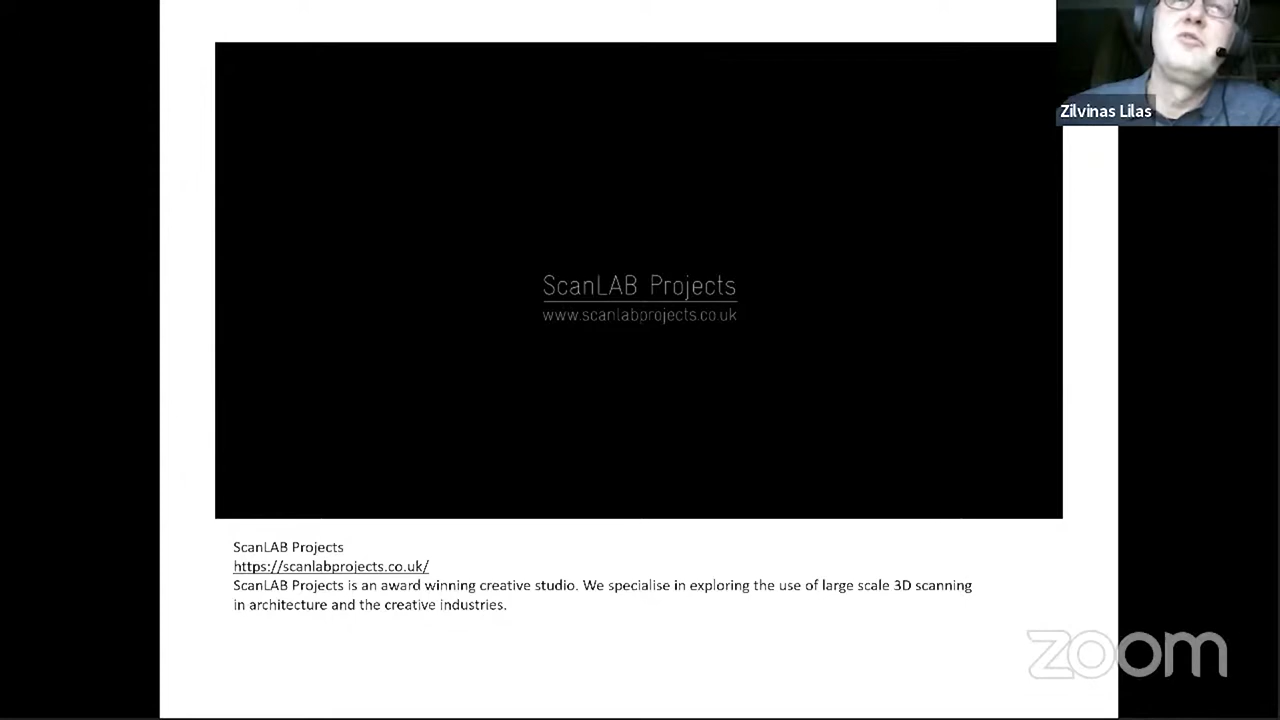 ScanLAB Projects
www.scanlabprojects.co.uk
Zilvinas Lilas
ScanLAB Projects
https://scanlabprojects.co.uk/
ScanLAB Projects is an award winning creative studio. We specialise in exploring the use of large scale 3D scanning
in architecture and the creative industries.
zoom